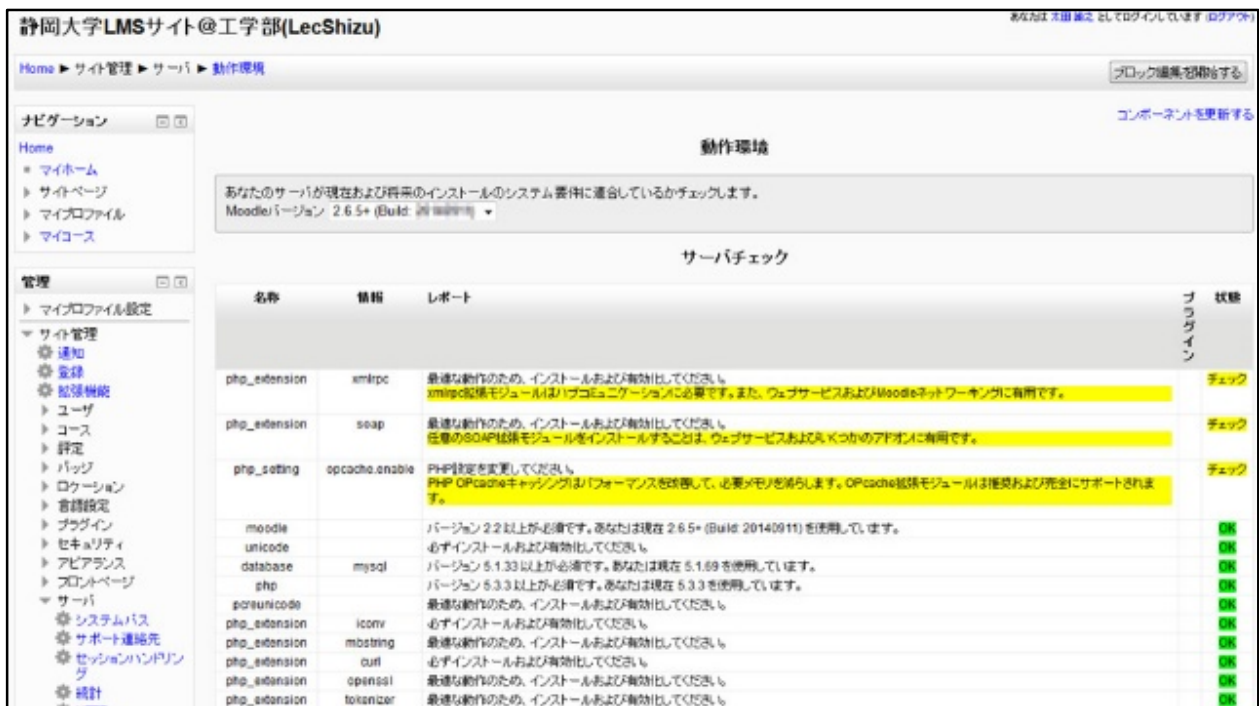 静岡大学LMSサイト@工学部(LecShizu)
あなたは 太田 としてログインしています (ログアウト)
Home ► サイト管理 ► サーバ ► 動作環境
ブロック編集を開始する
ナビゲーション
Home
マイホーム
サイトページ
マイプロファイル
マイコース
管理
マイプロファイル設定
サイト管理
通知
登録
拡張機能
ユーザ
コース
評定
バッジ
ロケーション
言語設定
プラグイン
セキュリティ
アピアランス
フロントページ
サーバ
システムパス
サポート連絡先
セッションハンドリン
グ
統計
コンポーネントを更新する
動作環境
あなたのサーバが現在および将来のインストールのシステム要件に適合しているかチェックします。
Moodleバージョン 2.6.5+ (Build:
サーバチェック
名称 情報 レポート プラグイン 状態
php_extension xmlrpc 最適な動作のため、インストールおよび有効化してください。 チェック
xmlrpc拡張モジュールはハブコミュニケーションに必要です。また、ウェブサービスおよびMoodleネットワーキングに有用です。
php_extension soap 最適な動作のため、インストールおよび有効化してください。 チェック
任意のSOAP拡張モジュールをインストールすることは、ウェブサービスおよびいくつかのアドオンに有用です。
php_setting opcache.enable PHP設定を変更してください。 チェック
PHP OPcacheキャッシングはパフォーマンスを改善して、必要メモリを減らします。OPcache拡張モジュールは推奨および完全にサポートされま
す。
moodle バージョン 2.2 以上が必須です。あなたは現在 2.6.5+ (Build: 20140911) を使用しています。 OK
unicode 必ずインストールおよび有効化してください。 OK
database mysql バージョン 5.1.33 以上が必須です。あなたは現在 5.1.69 を使用しています。 OK
php バージョン 5.3.3 以上が必須です。あなたは現在 5.3.3 を使用しています。 OK
pcreunicode 最適な動作のため、インストールおよび有効化してください。 OK
php_extension iconv 必ずインストールおよび有効化してください。 OK
php_extension mbstring 最適な動作のため、インストールおよび有効化してください。 OK
php_extension curl 必ずインストールおよび有効化してください。 OK
php_extension openssl 最適な動作のため、インストールおよび有効化してください。 OK
php_extension tokenizer 最適な動作のため、インストールおよび有効化してください。 OK